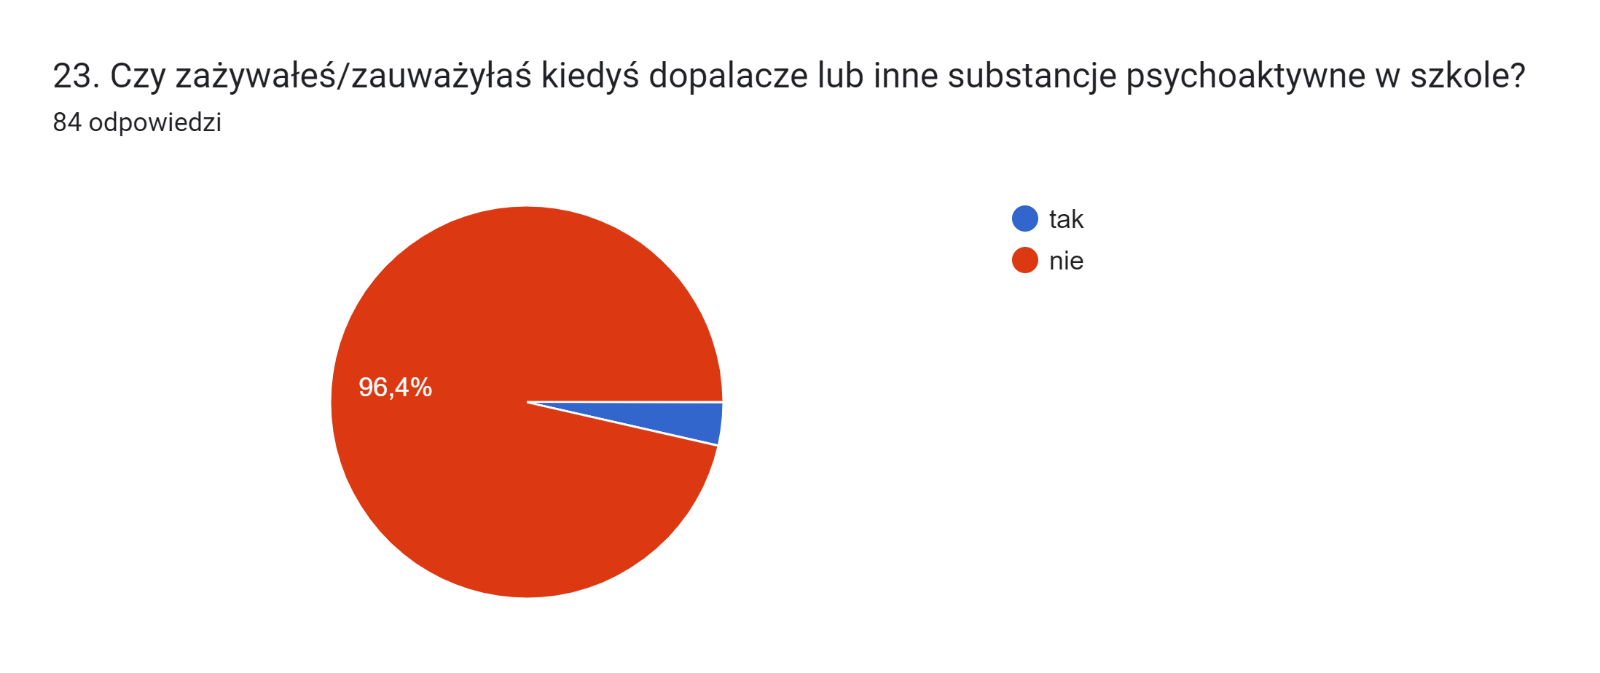 23. Czy zażywałeś/zauważyłaś kiedyś dopalacze lub inne substancje psychoaktywne w szkole?
84 odpowiedzi
tak
nie
96,4%